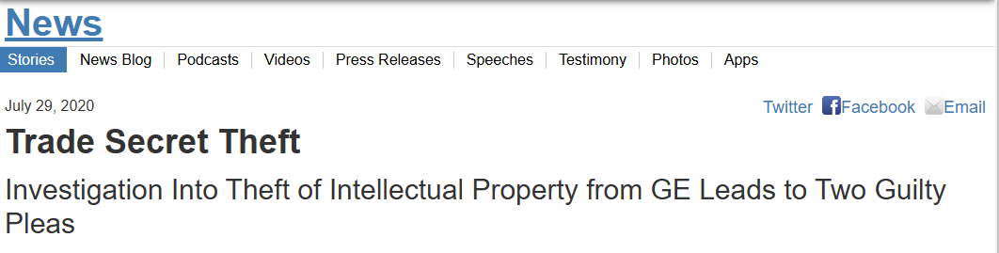 News
Stories News Blog Podcasts Videos Press Releases Speeches Testimony Photos Apps
July 29, 2020 Twitter Facebook Email
Trade Secret Theft
Investigation Into Theft of Intellectual Property from GE Leads to Two Guilty
Pleas